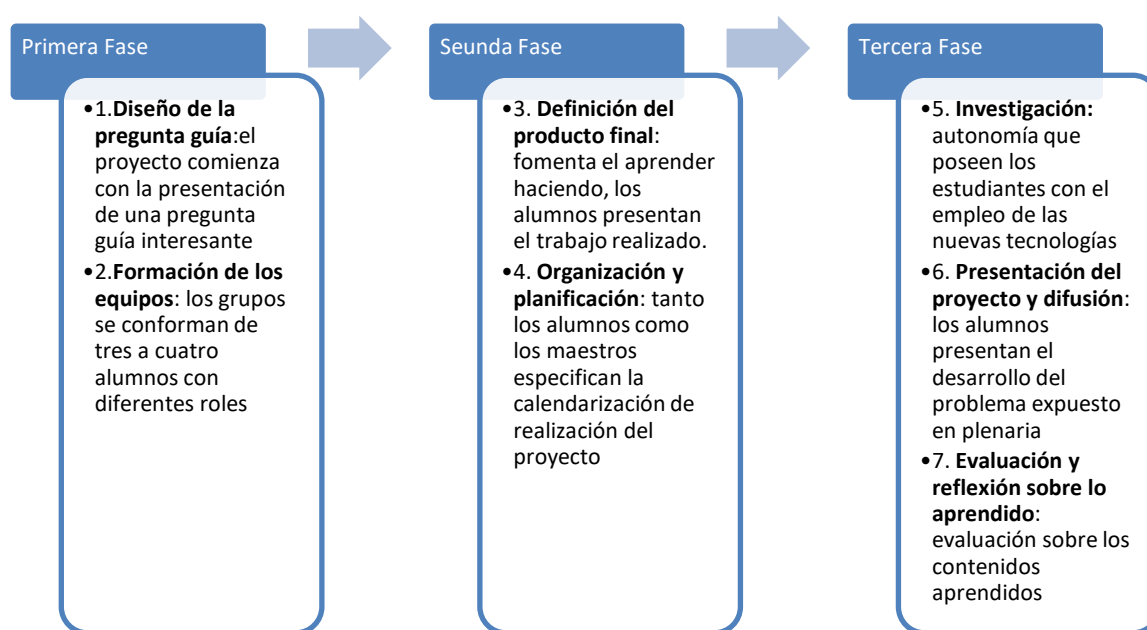 Primera Fase
•1.Diseño de la
pregunta guía:el
proyecto comienza
con la presentación
de una pregunta
guía interesante
•2.Formación de los
equipos: los grupos
se conforman de
tres a cuatro
alumnos con
diferentes roles
Seunda Fase
•3. Definición del
producto final:
fomenta el aprender
haciendo, los
alumnos presentan
el trabajo realizado.
•4. Organización y
planificación: tanto
los alumnos como
los maestros
especifican la
calendarización de
realización del
proyecto
Tercera Fase
•5. Investigación:
autonomía que
poseen los
estudiantes con el
empleo de las
nuevas tecnologías
•6. Presentación del
proyecto y difusión:
los alumnos
presentan el
desarrollo del
problema expuesto
en plenaria
•7. Evaluación y
reflexión sobre lo
aprendido:
evaluación sobre los
contenidos
aprendidos